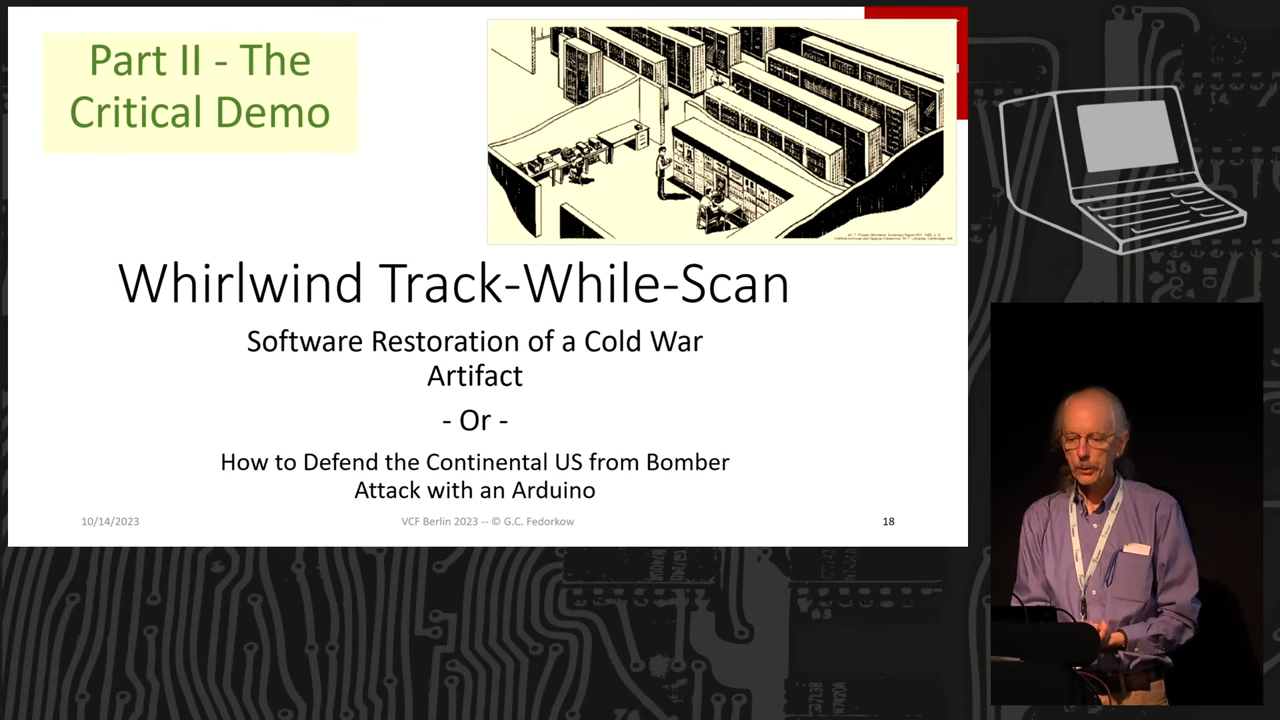 Part II - The
Critical Demo
Whirlwind Track-While-Scan
Software Restoration of a Cold War
Artifact
- Or -
How to Defend the Continental US from Bomber
Attack with an Arduino
10/14/2023
VCF Berlin 2023 -- © G.C. Fedorkow
18